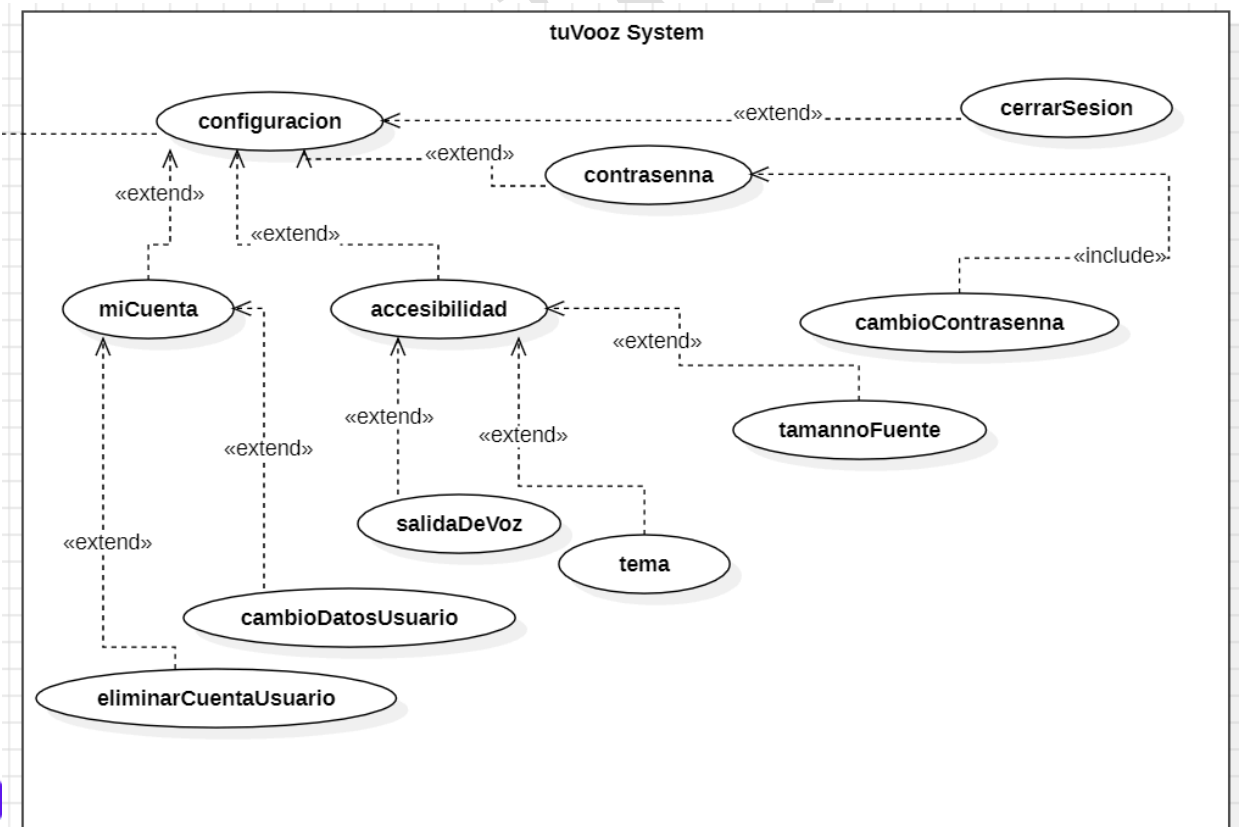 tuVooz System
configuracion
«extend»
cerrarSesion
«extend»
contrasenna
«extend»
«extend»
«include»
miCuenta
accesibilidad
cambioContrasenna
«extend»
«extend»
tamannoFuente
«extend»
«extend»
salidaDeVoz
«extend»
tema
cambioDatosUsuario
eliminarCuentaUsuario